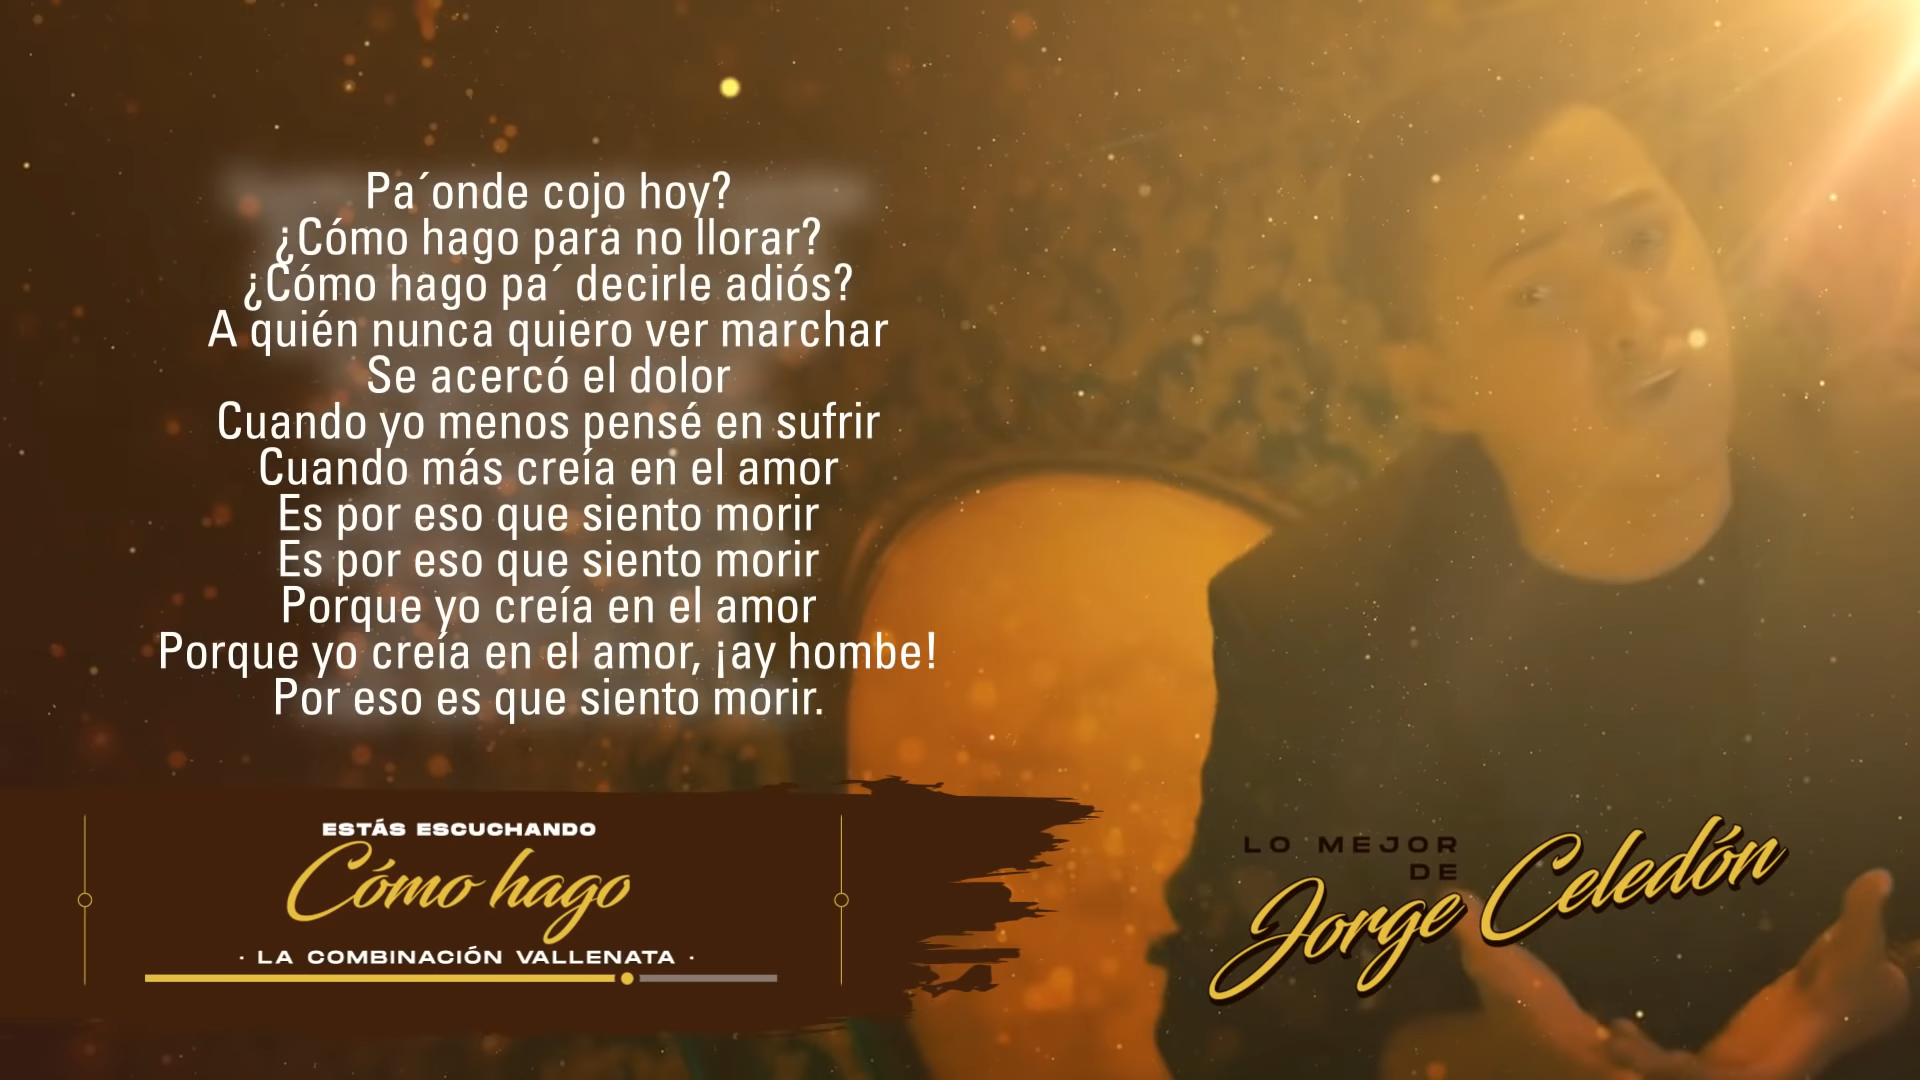 Pa´onde cojo hoy?
¿Cómo hago para no llorar?
¿Cómo hago pa´ decirle adiós?
A quién nunca quiero ver marchar
Se acercó el dolor
Cuando yo menos pensé en sufrir
Cuando más creía en el amor
Es por eso que siento morir
Es por eso que siento morir
Porque yo creía en el amor
Porque yo creía en el amor, ¡ay hombe!
Por eso es que siento morir.
ESTÁS ESCUCHANDO
Cómo hago
· LA COMBINACIÓN VALLENATA ·
LO MEJOR
DE
Jorge Celedón